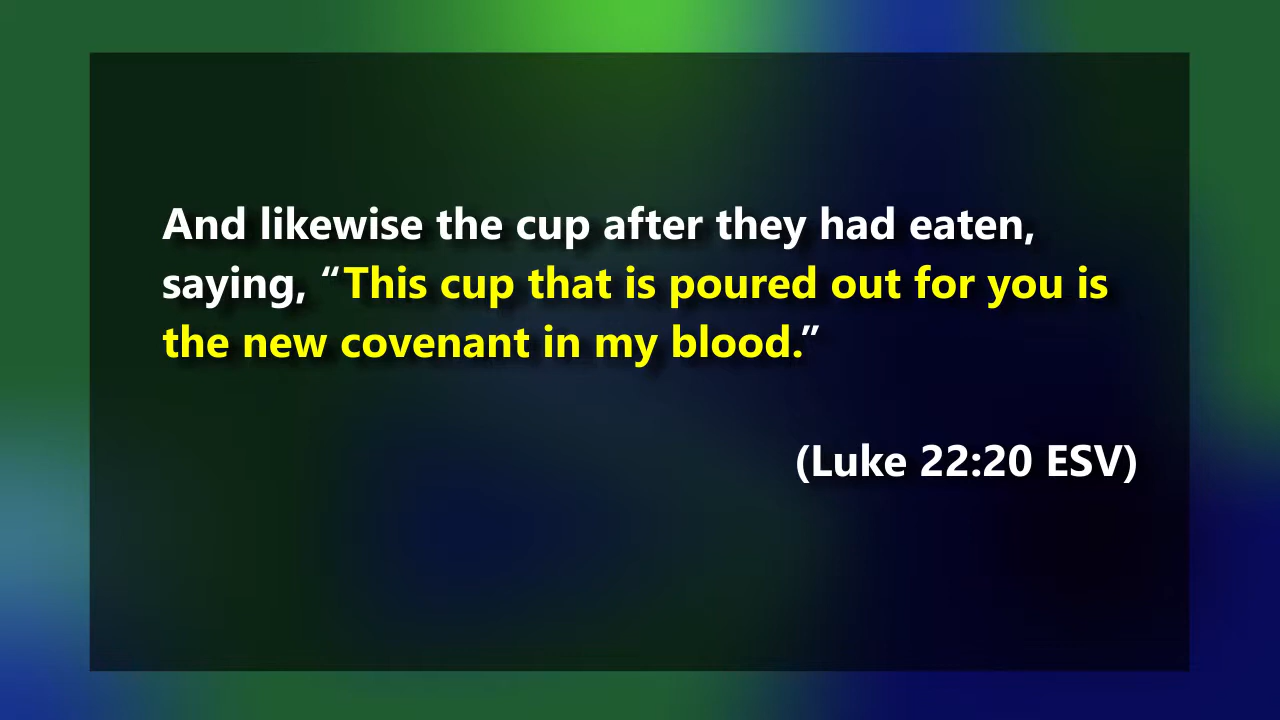 And likewise the cup after they had eaten,
saying, “This cup that is poured out for you is
the new covenant in my blood.”
(Luke 22:20 ESV)